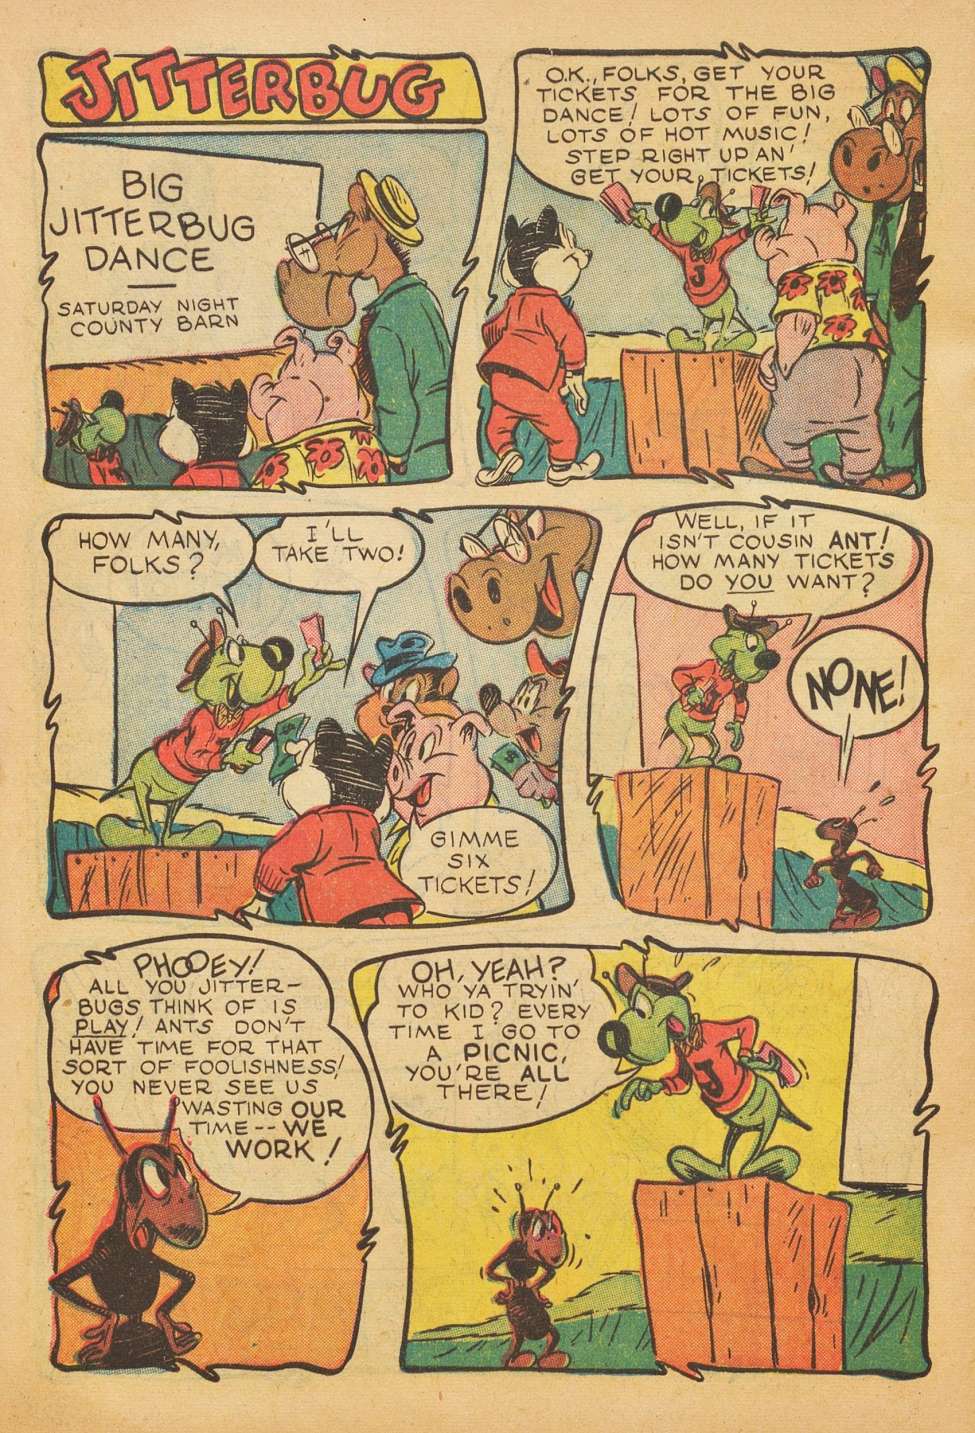 JITTERBUG
BIG
JITTERBUG
DANCE
SATURDAY NIGHT
COUNTY BARN
O.K., FOLKS, GET YOUR
TICKETS FOR THE BIG
DANCE! LOTS OF FUN,
LOTS OF HOT MUSIC!
STEP RIGHT UP AN'
GET YOUR TICKETS!
J
HOW MANY,
FOLKS?
I'LL
TAKE TWO!
GIMME
SIX
TICKETS!
WELL, IF IT
ISN'T COUSIN ANT!
HOW MANY TICKETS
DO YOU WANT?
NONE!
PHOOEY!
ALL YOU JITTER-
BUGS THINK OF IS
PLAY! ANTS DON'T
HAVE TIME FOR THAT
SORT OF FOOLISHNESS!
YOU NEVER SEE US
WASTING OUR
TIME -- WE
WORK!
OH, YEAH?
WHO YA TRYIN'
TO KID? EVERY
TIME I GO TO
A PICNIC,
YOU'RE ALL
THERE!
J